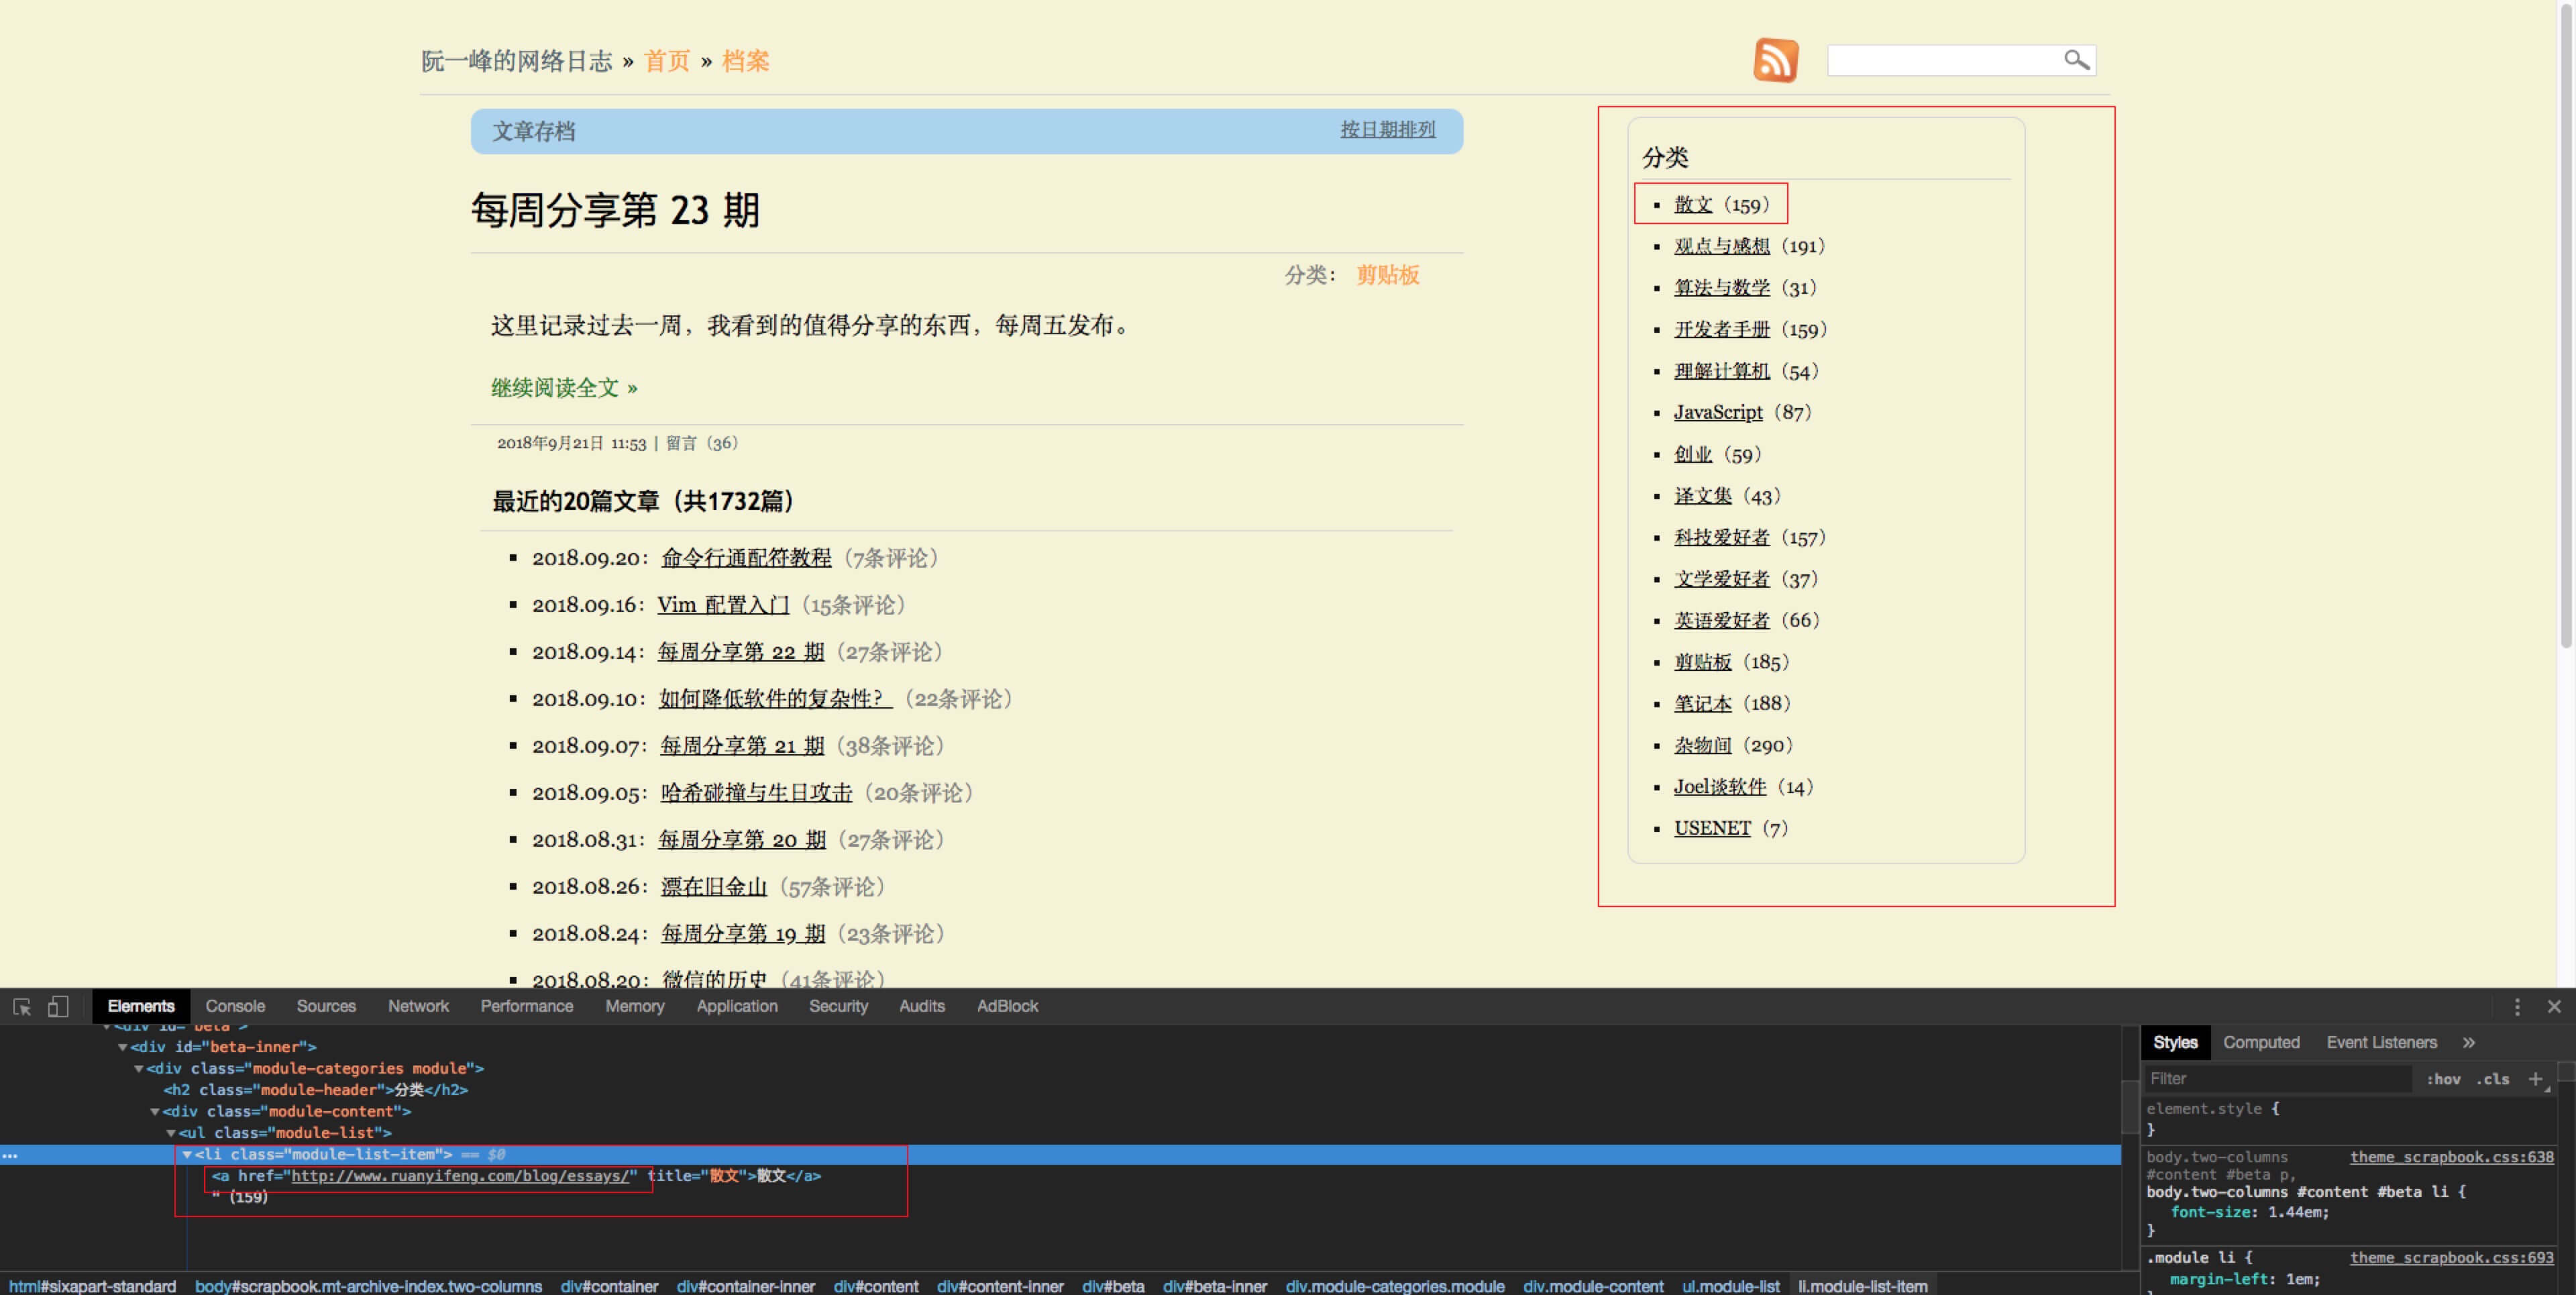 阮一峰的网络日志 » 首页 » 档案
文章存档
按日期排列
每周分享第 23 期
分类： 剪贴板
这里记录过去一周，我看到的值得分享的东西，每周五发布。
继续阅读全文 »
2018年9月21日 11:53 | 留言（36）
最近的20篇文章（共1732篇）
2018.09.20：命令行通配符教程（7条评论）
2018.09.16：Vim 配置入门（15条评论）
2018.09.14：每周分享第 22 期（27条评论）
2018.09.10：如何降低软件的复杂性？（22条评论）
2018.09.07：每周分享第 21 期（38条评论）
2018.09.05：哈希碰撞与生日攻击（20条评论）
2018.08.31：每周分享第 20 期（27条评论）
2018.08.26：漂在旧金山（57条评论）
2018.08.24：每周分享第 19 期（23条评论）
2018.08.20：微信的历史（41条评论）
分类
散文（159）
观点与感想（191）
算法与数学（31）
开发者手册（159）
理解计算机（54）
JavaScript（87）
创业（59）
译文集（43）
科技爱好者（157）
文学爱好者（37）
英语爱好者（66）
剪贴板（185）
笔记本（188）
杂物间（290）
Joel谈软件（14）
USENET（7）
Elements Console Sources Network Performance Memory Application Security Audits AdBlock
<div id="beta">
<div id="beta-inner">
<div class="module-categories module">
<h2 class="module-header">分类</h2>
<div class="module-content">
<ul class="module-list">
<li class="module-list-item"> == $0
<a href="http://www.ruanyifeng.com/blog/essays/" title="散文">散文</a>
"（159)
html#sixapart-standard body#scrapbook.mt-archive-index.two-columns div#container div#container-inner div#content div#content-inner div#beta div#beta-inner div.module-categories.module div.module-content ul.module-list li.module-list-item
Styles Computed Event Listeners »
Filter :hov .cls +
element.style {
}
body.two-columns theme_scrapbook.css:638
#content #beta p,
body.two-columns #content #beta li {
font-size: 1.44em;
}
.module li { theme_scrapbook.css:693
margin-left: 1em;